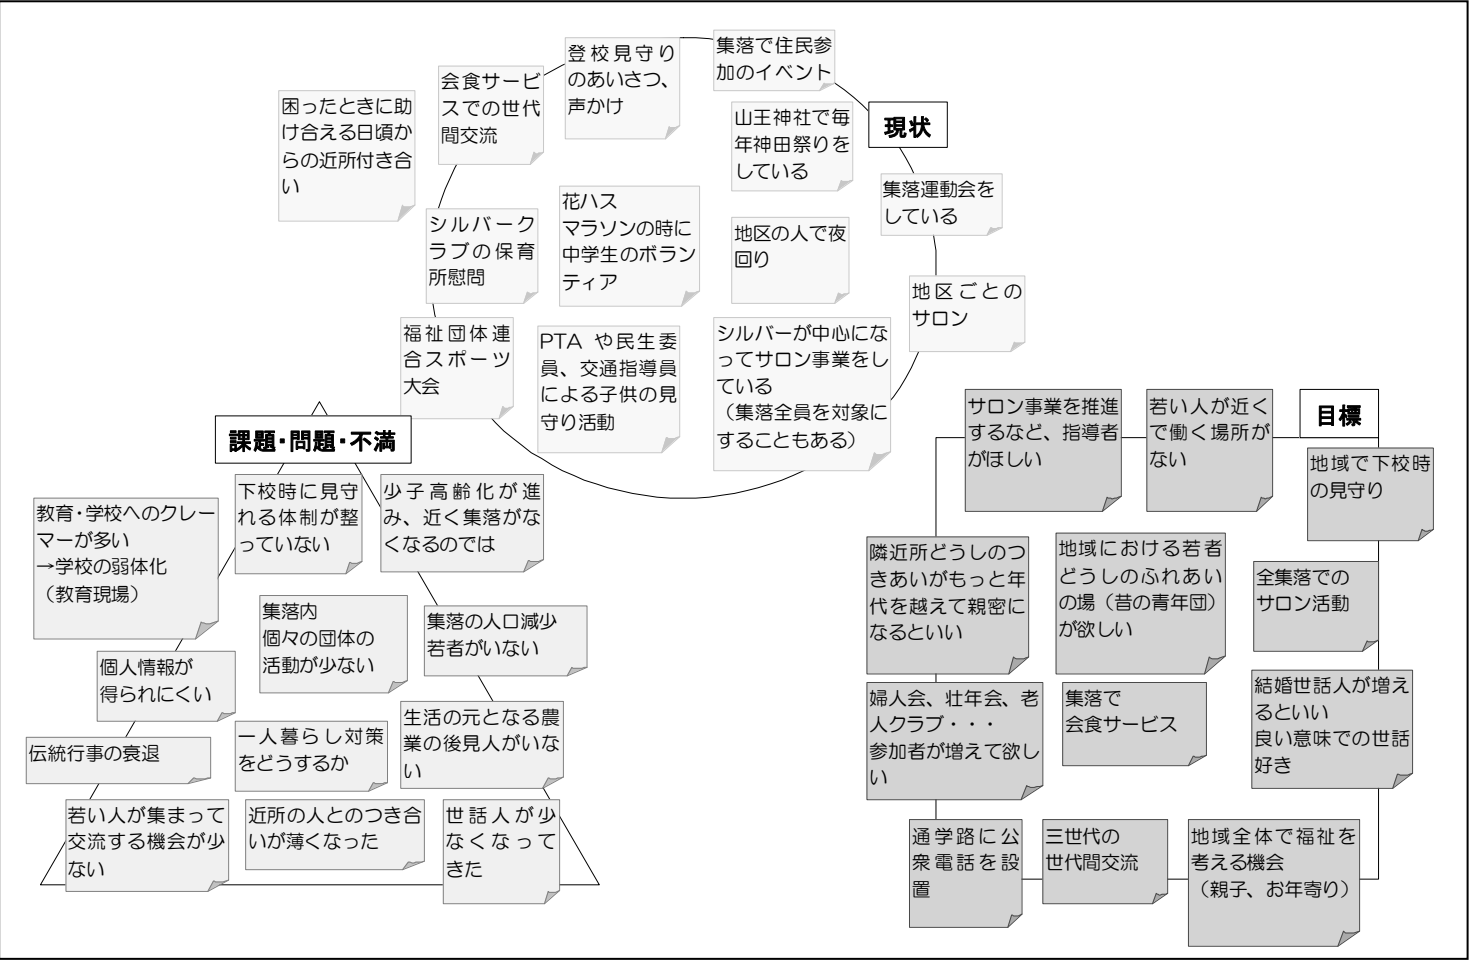 現状
困ったときに助
け合える日頃か
らの近所付き合
い
会食サービ
スでの世代
間交流
登校見守り
のあいさつ、
声かけ
集落で住民参
加のイベント
山王神社で毎
年神田祭りを
している
集落運動会を
している
シルバーク
ラブの保育
所慰問
花ハス
マラソンの時に
中学生のボラン
ティア
地区の人で夜
回り
地区ごとの
サロン
福祉団体連
合スポーツ
大会
PTA や民生委
員、交通指導員
による子供の見
守り活動
シルバーが中心にな
ってサロン事業をし
ている
（集落全員を対象に
することもある）
課題・問題・不満
教育・学校へのクレー
マーが多い
→学校の弱体化
（教育現場）
下校時に見守
れる体制が整
っていない
少子高齢化が進
み、近く集落がな
くなるのでは
集落内
個々の団体の
活動が少ない
集落の人口減少
若者がいない
個人情報が
得られにくい
伝統行事の衰退
一人暮らし対策
をどうするか
生活の元となる農
業の後見人がいな
い
若い人が集まって
交流する機会が少
ない
近所の人とのつき合
いが薄くなった
世話人が少
なくなって
きた
目標
サロン事業を推進
するなど、指導者
がほしい
若い人が近く
で働く場所が
ない
地域で下校時
の見守り
隣近所どうしのつ
きあいがもっと年
代を越えて親密に
なるといい
地域における若者
どうしのふれあい
の場（昔の青年団）
が欲しい
全集落での
サロン活動
婦人会、壮年会、老
人クラブ・・・
参加者が増えて欲し
い
集落で
会食サービス
結婚世話人が増え
るといい
良い意味での世話
好き
通学路に公
衆電話を設
置
三世代の
世代間交流
地域全体で福祉を
考える機会
（親子、お年寄り）